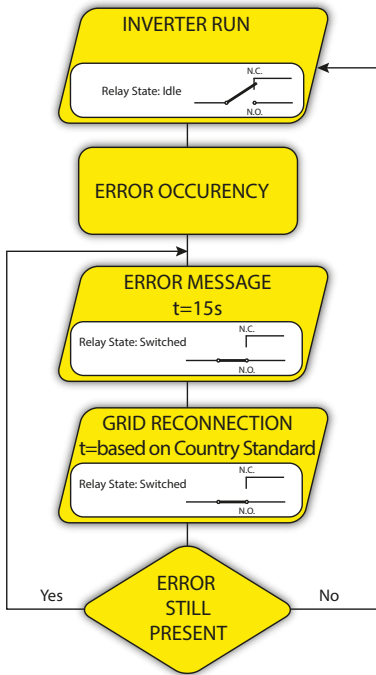 INVERTER RUN
N.C.
Relay State: Idle
N.O.
ERROR OCCURENCY
ERROR MESSAGE
t=15s
N.C.
Relay State: Switched
N.O.
GRID RECONNECTION
t=based on Country Standard
N.C.
Relay State: Switched
N.O.
Yes
ERROR
STILL
PRESENT
No